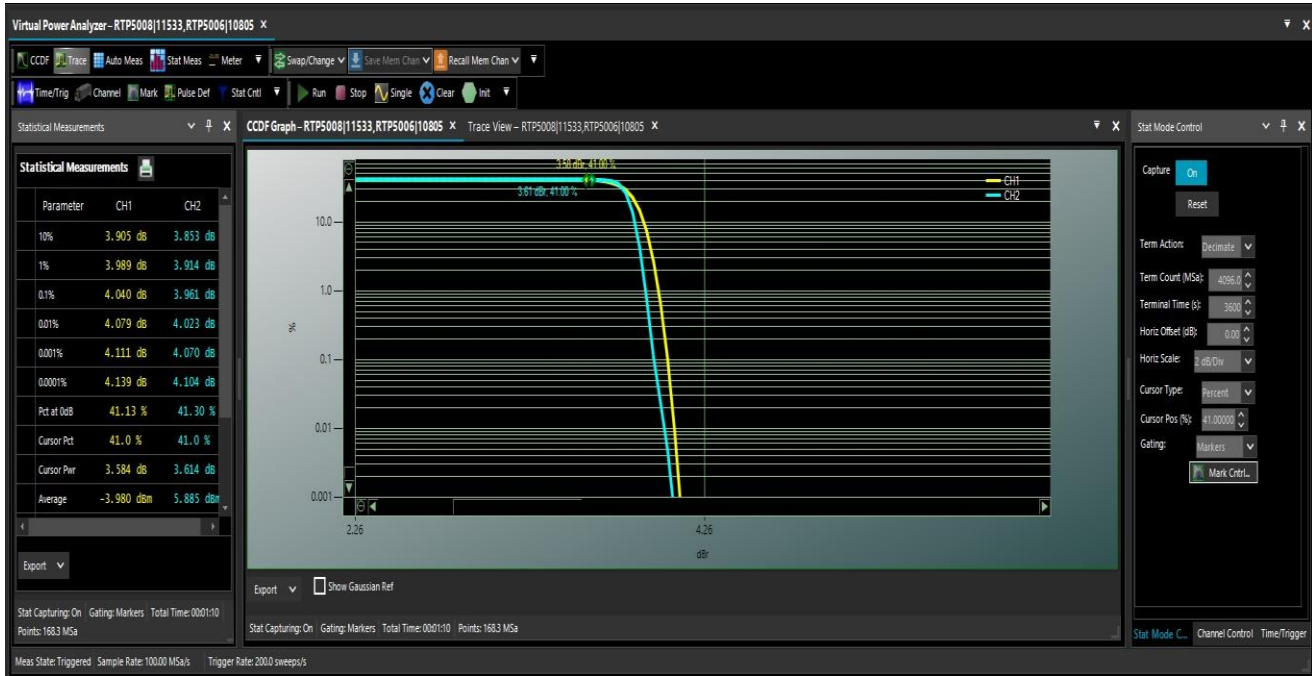 Virtual Power Analyzer – RTP5008|11533,RTP5006|10805 ×
CCDF Trace Auto Meas Stat Meas Meter Swap/Change Save Mem Chan Recall Mem Chan
Time/Trig Channel Mark Pulse Def Stat Cntl Run Stop Single Clear Init
Statistical Measurements
Statistical Measurements
Parameter CH1 CH2
10% 3.905 dB 3.853 dB
1% 3.989 dB 3.914 dB
0.1% 4.040 dB 3.961 dB
0.01% 4.079 dB 4.023 dB
0.001% 4.111 dB 4.070 dB
0.0001% 4.139 dB 4.104 dB
Pct at 0dB 41.13 % 41.30 %
Cursor Pct 41.0 % 41.0 %
Cursor Pwr 3.584 dB 3.614 dB
Average -3.980 dBm 5.885 dBm
Export
Stat Capturing: On Gating: Markers Total Time: 00:01:10
Points: 168.3 MSa
CCDF Graph – RTP5008|11533,RTP5006|10805 × Trace View – RTP5008|11533,RTP5006|10805 ×
3.58 dBr, 41.00 %
3.61 dBr, 41.00 %
CH1
CH2
10.0
1.0
%
0.1
0.01
0.001
2.26 4.26
dBr
Export Show Gaussian Ref
Stat Capturing: On Gating: Markers Total Time: 00:01:10 Points: 168.3 MSa
Stat Mode Control
Capture On
Reset
Term Action: Decimate
Term Count (MSa): 4096.0
Terminal Time (s): 3600
Horiz Offset (dB): 0.00
Horiz Scale: 2 dB/Div
Cursor Type: Percent
Cursor Pos (%): 41.00000
Gating: Markers
Mark Cntrl...
Stat Mode C... Channel Control Time/Trigger
Meas State: Triggered Sample Rate: 100.00 MSa/s Trigger Rate: 200.0 sweeps/s